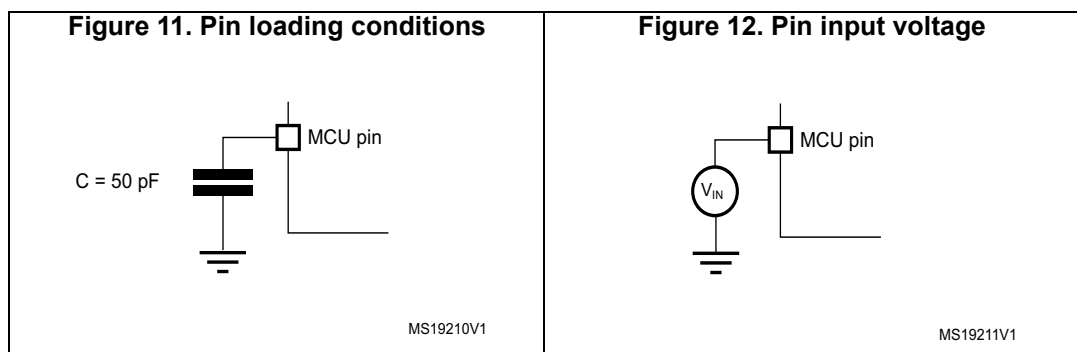 Figure 11. Pin loading conditions
MCU pin
C = 50 pF
MS19210V1
Figure 12. Pin input voltage
MCU pin
VIN
MS19211V1